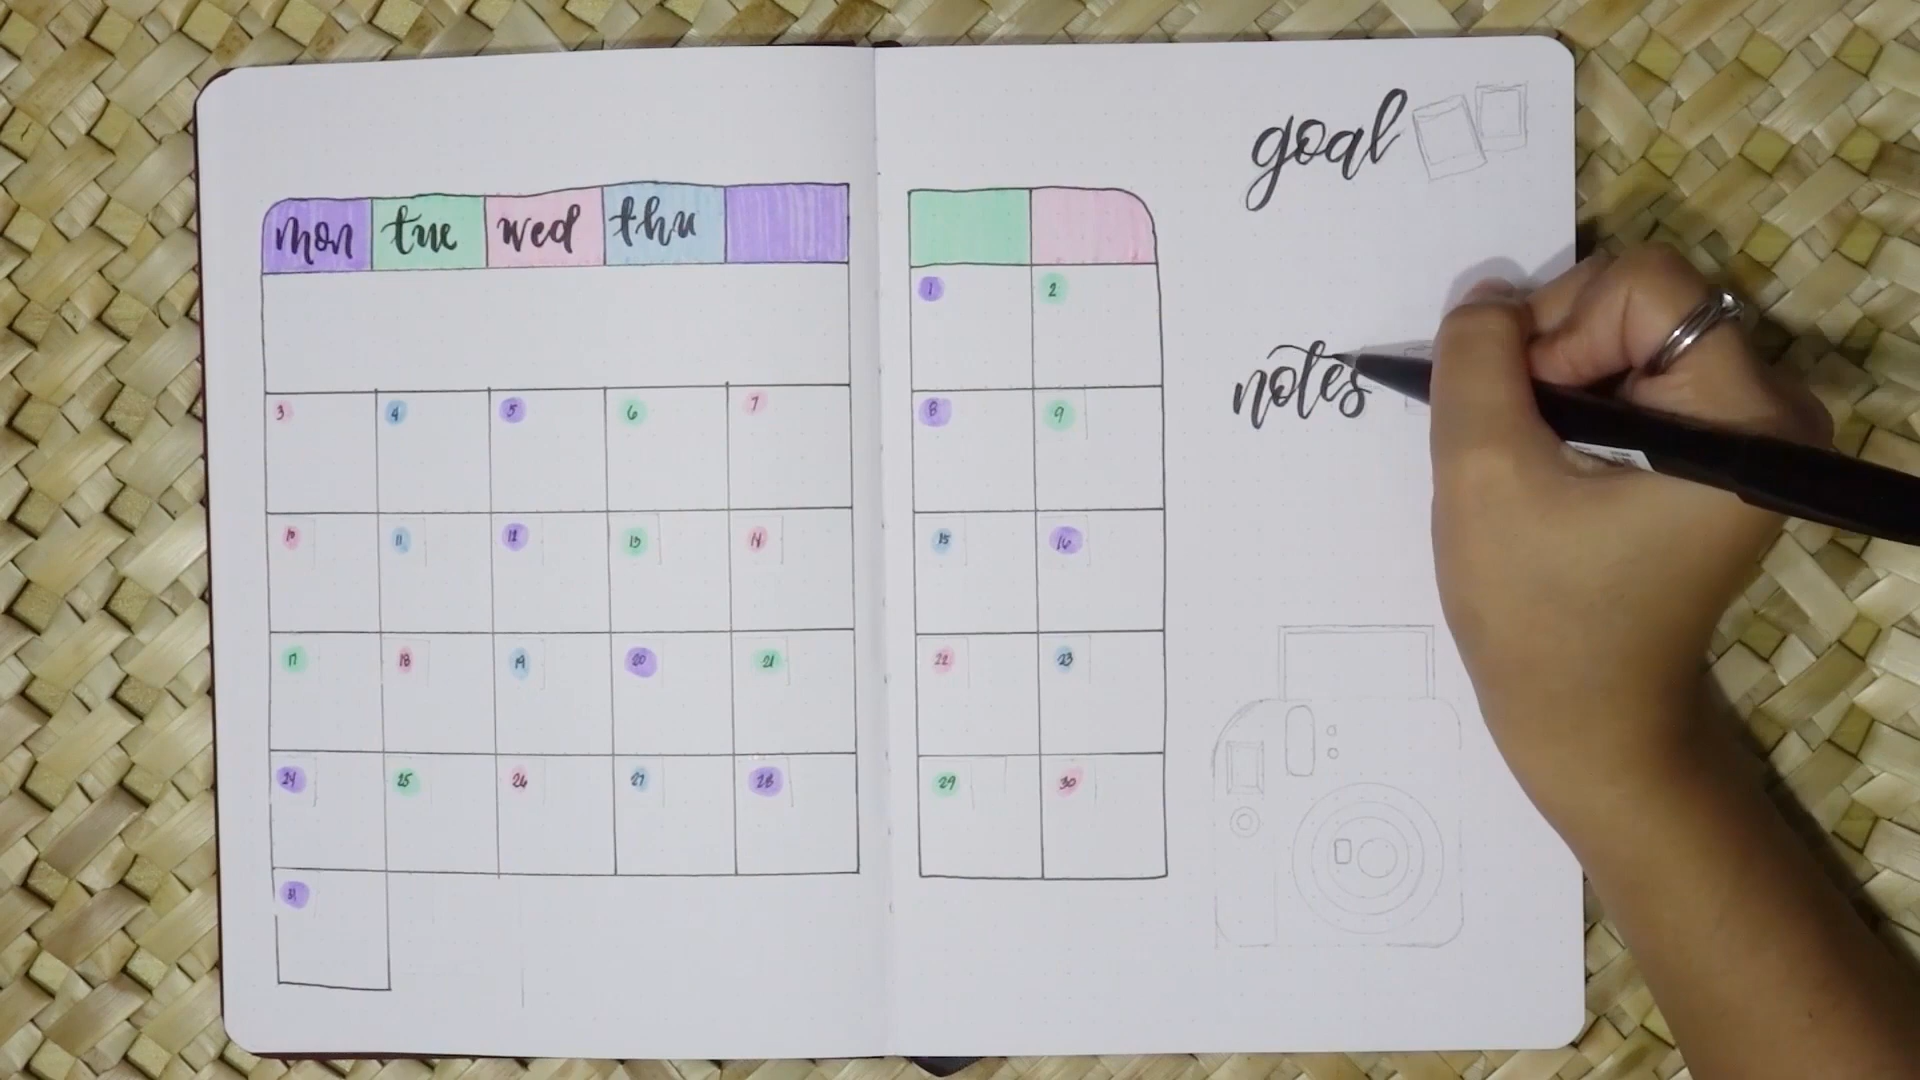 goal
mon tue wed thu
1 2
notes
3 4 5 6 7 8 9
10 11 12 13 14 15 16
17 18 19 20 21 22 23
24 25 26 27 28 29 30
31